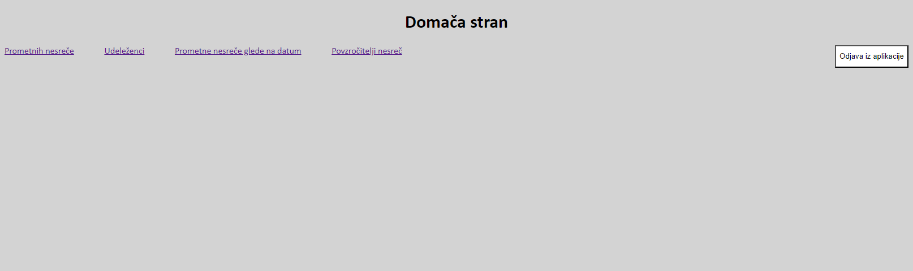 Domača stran
Prometnih nesreče Udeleženci Prometne nesreče glede na datum Povzročitelji nesreč Odjava iz aplikacije